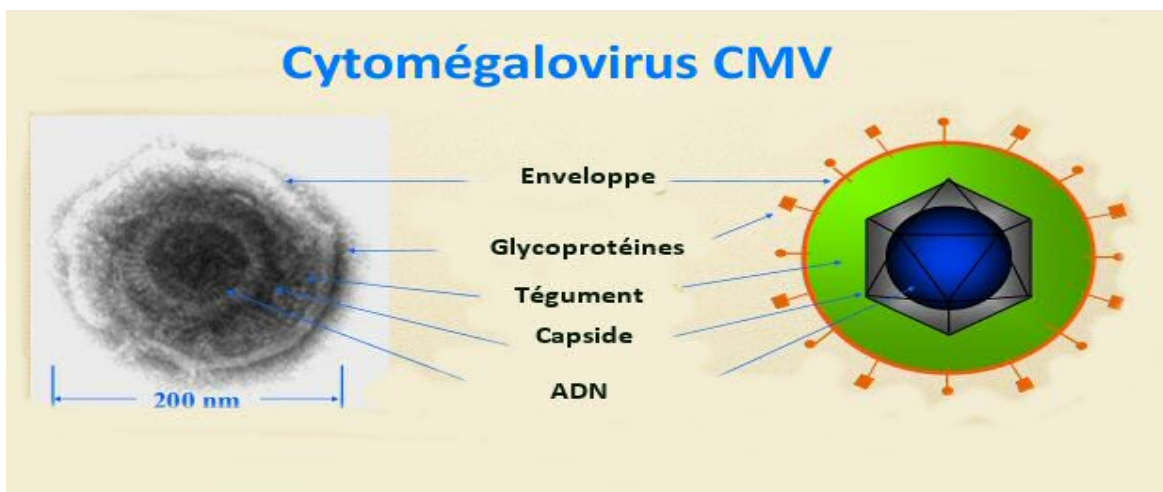 Cytomégalovirus CMV
Enveloppe
Glycoprotéines
Tégument
Capside
ADN
200 nm